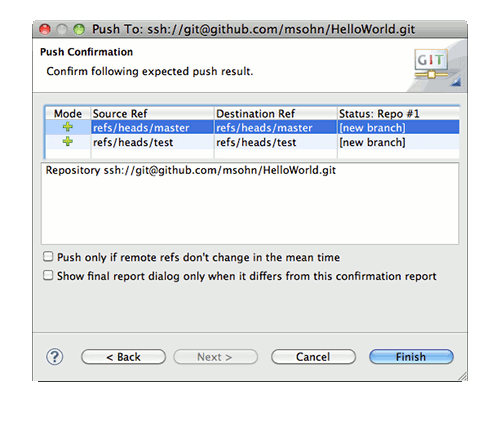 Push To: ssh://git@github.com/msohn/HelloWorld.git
Push Confirmation
Confirm following expected push result.
GIT
Mode Source Ref Destination Ref Status: Repo #1
refs/heads/master refs/heads/master [new branch]
refs/heads/test refs/heads/test [new branch]
Repository ssh://git@github.com/msohn/HelloWorld.git
Push only if remote refs don't change in the mean time
Show final report dialog only when it differs from this confirmation report
? < Back Next > Cancel Finish